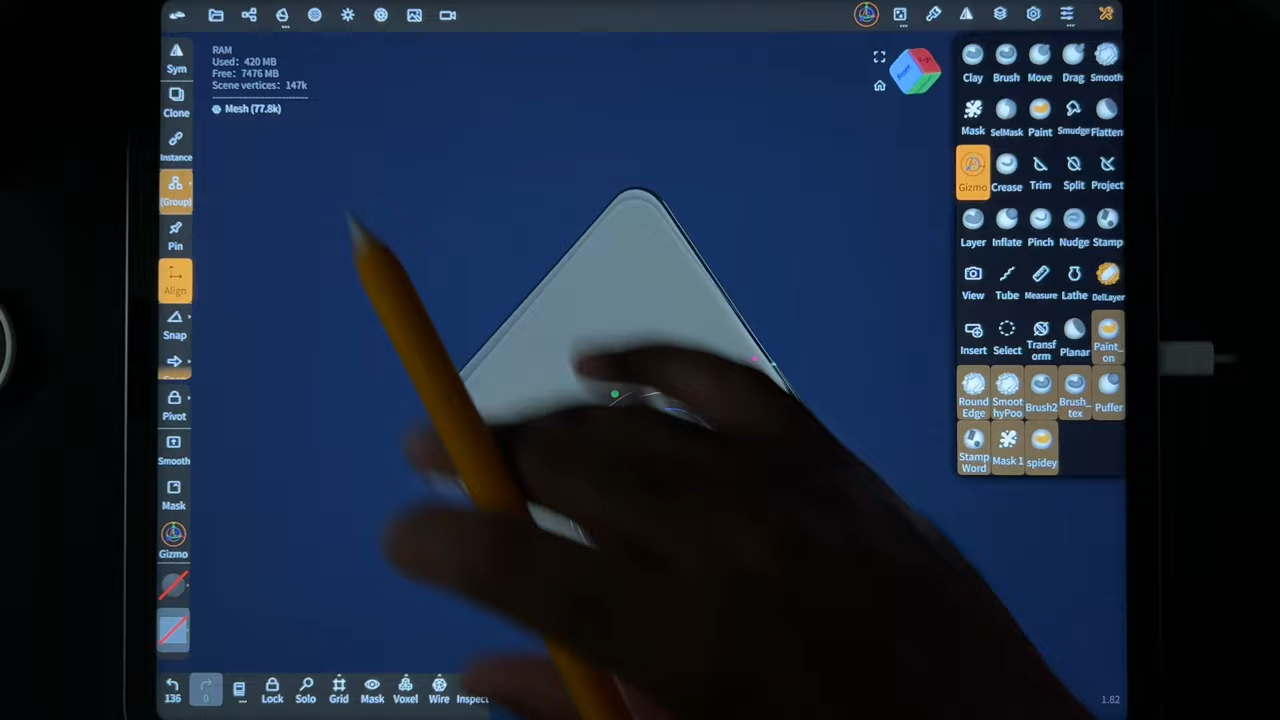 RAM
Used: 420 MB
Free: 7476 MB
Scene vertices: 147k
Mesh (77.8k)
Sym
Clone
Instance
(Group)
Pin
Align
Snap
Pivot
Smooth
Mask
Gizmo
Front
Clay Brush Move Drag Smooth
Mask SelMask Paint Smudge Flatten
Gizmo Crease Trim Split Project
Layer Inflate Pinch Nudge Stamp
View Tube Measure Lathe DelLayer
Insert Select Transform Planar Paint_on
Round Edge SmoothyPoo Brush2 Brush_tex Puffer
Stamp Word Mask 1 spidey
136 0 ... Lock Solo Grid Mask Voxel Wire Inspect
1.82